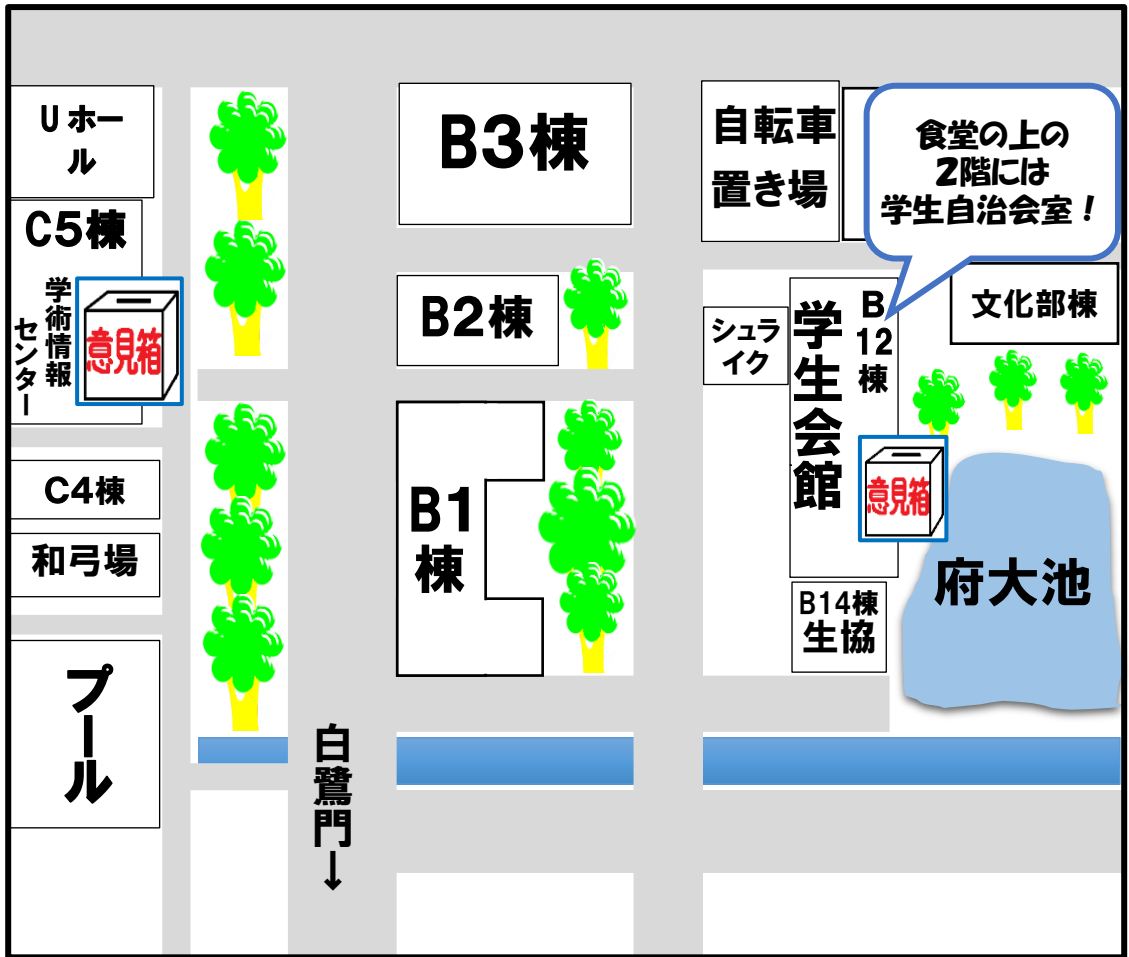 Uホー
ル
C5棟
学術情報
センター
意見箱
C4棟
和弓場
プール
B3棟
B2棟
B1
棟
白鷺門↓
自転車
置き場
食堂の上の
2階には
学生自治会室！
シュラ
イク
学生会館
B12棟
文化部棟
意見箱
B14棟
生協
府大池